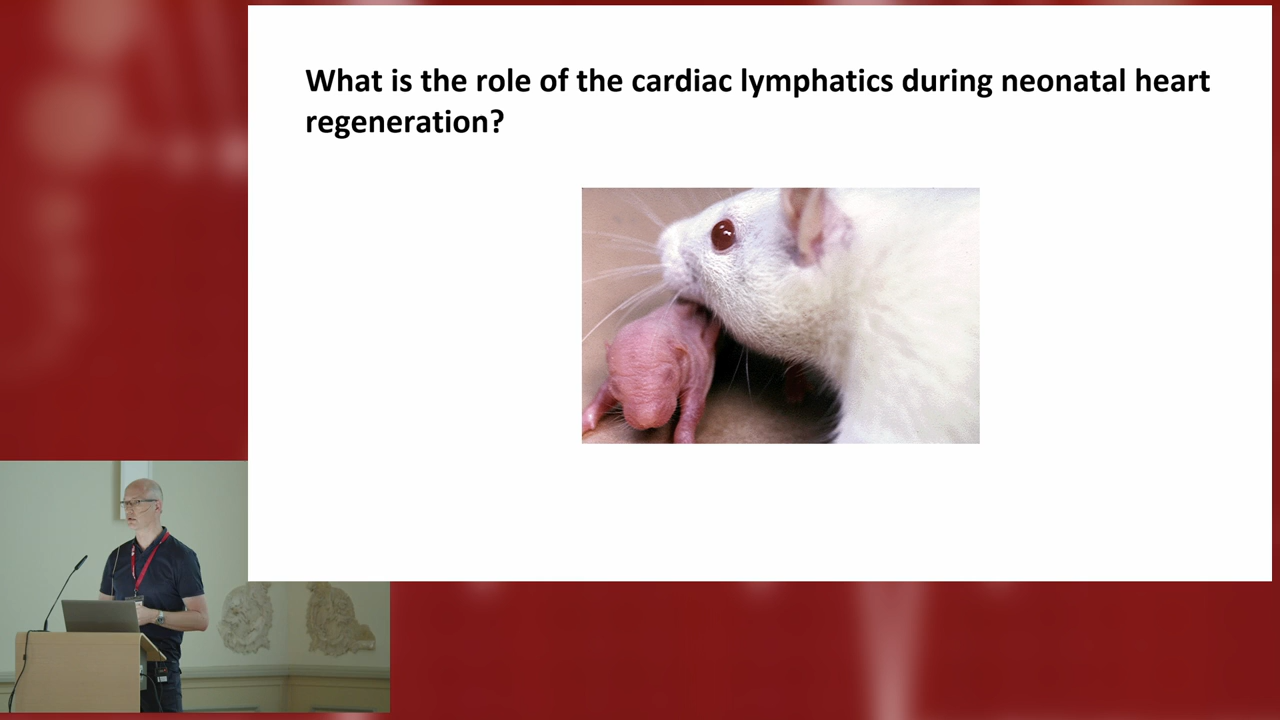 What is the role of the cardiac lymphatics during neonatal heart
regeneration?